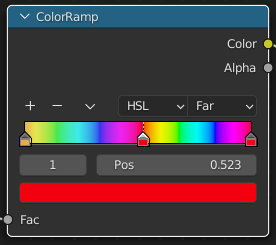 ColorRamp
Color
Alpha
HSL Far
1 Pos 0.523
Fac